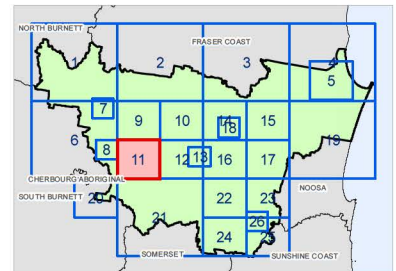 NORTH BURNETT
FRASER COAST
1 2 3 4
5
7
9 10 14 15
18
6 8 19
11 12 13 16 17
CHERBOURG ABORIGINAL
NOOSA
SOUTH BURNETT
20 22 23
21 26
24 25
SOMERSET
SUNSHINE COAST